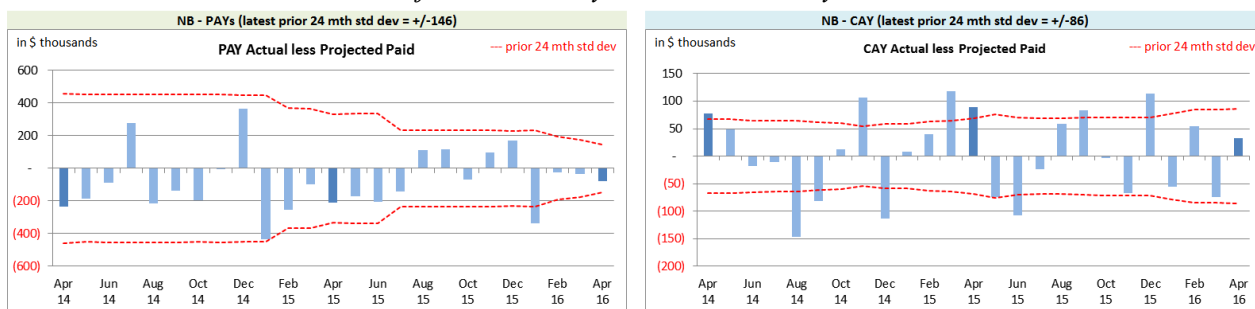 NB - PAYs (latest prior 24 mth std dev = +/-146)
in $ thousands
PAY Actual less Projected Paid
--- prior 24 mth std dev
600
400
200
-
(200)
(400)
(600)
Apr Jun Aug Oct Dec Feb Apr Jun Aug Oct Dec Feb Apr
14 14 14 14 14 15 15 15 15 15 15 16 16
NB - CAY (latest prior 24 mth std dev = +/-86)
in $ thousands
CAY Actual less Projected Paid
--- prior 24 mth std dev
150
100
50
-
(50)
(100)
(150)
(200)
Apr Jun Aug Oct Dec Feb Apr Jun Aug Oct Dec Feb Apr
14 14 14 14 14 15 15 15 15 15 15 16 16